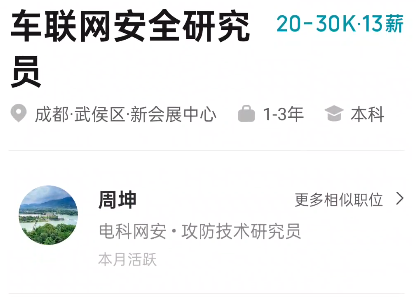 车联网安全研究
员
20-30K·13薪
成都·武侯区·新会展中心 1-3年 本科
周坤
更多相似职位
电科网安·攻防技术研究员
本月活跃